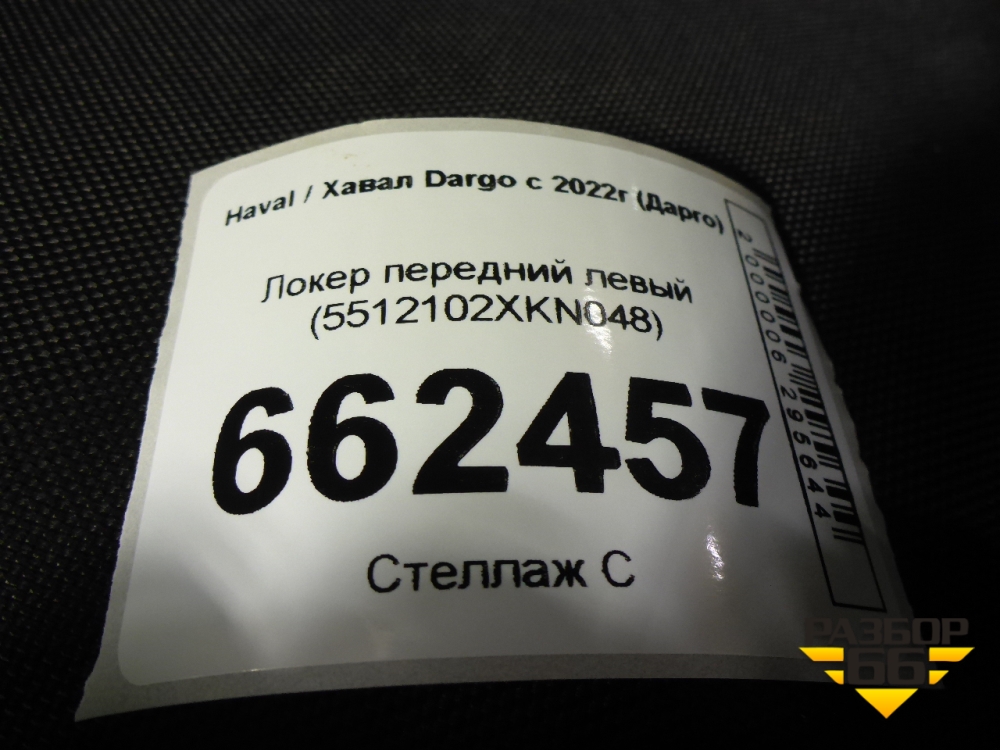 Haval / Хавал Dargo с 2022г (Дарго)
Локер передний левый
(5512102XKN048)
662457
Стеллаж С
2000006295644
РАЗБОР
66